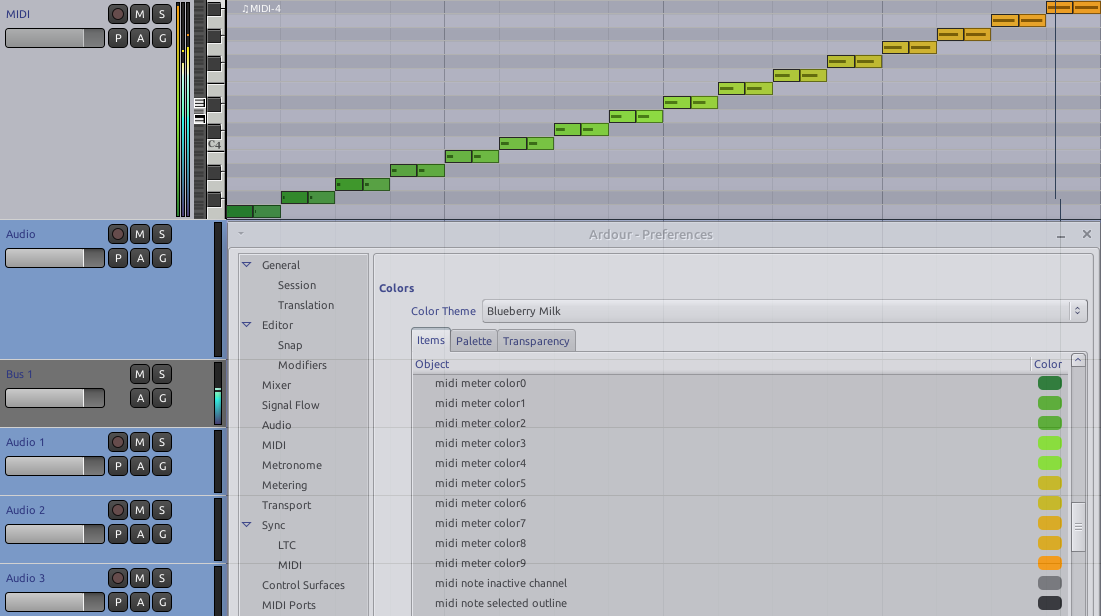 MIDI
M S
P A G
♫MIDI-4
C4
Audio
M S
P A G
Bus 1
M S
A G
Audio 1
M S
P A G
Audio 2
M S
P A G
Audio 3
M S
P A G
Ardour - Preferences
General
Session
Translation
Editor
Snap
Modifiers
Mixer
Signal Flow
Audio
MIDI
Metronome
Metering
Transport
Sync
LTC
MIDI
Control Surfaces
MIDI Ports
Colors
Color Theme Blueberry Milk
Items Palette Transparency
Object Color
midi meter color0
midi meter color1
midi meter color2
midi meter color3
midi meter color4
midi meter color5
midi meter color6
midi meter color7
midi meter color8
midi meter color9
midi note inactive channel
midi note selected outline